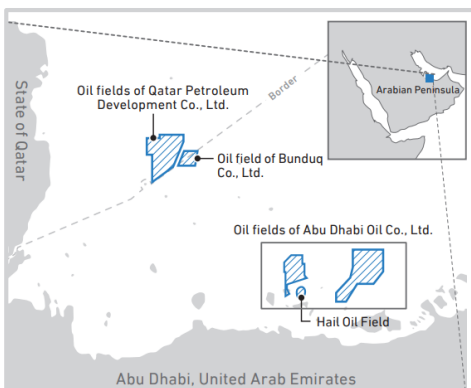 Arabian Peninsula
Oil fields of Qatar Petroleum
Development Co., Ltd.
Border
State of Qatar
Oil field of Bunduq
Co., Ltd.
Oil fields of Abu Dhabi Oil Co., Ltd.
Hail Oil Field
Abu Dhabi, United Arab Emirates